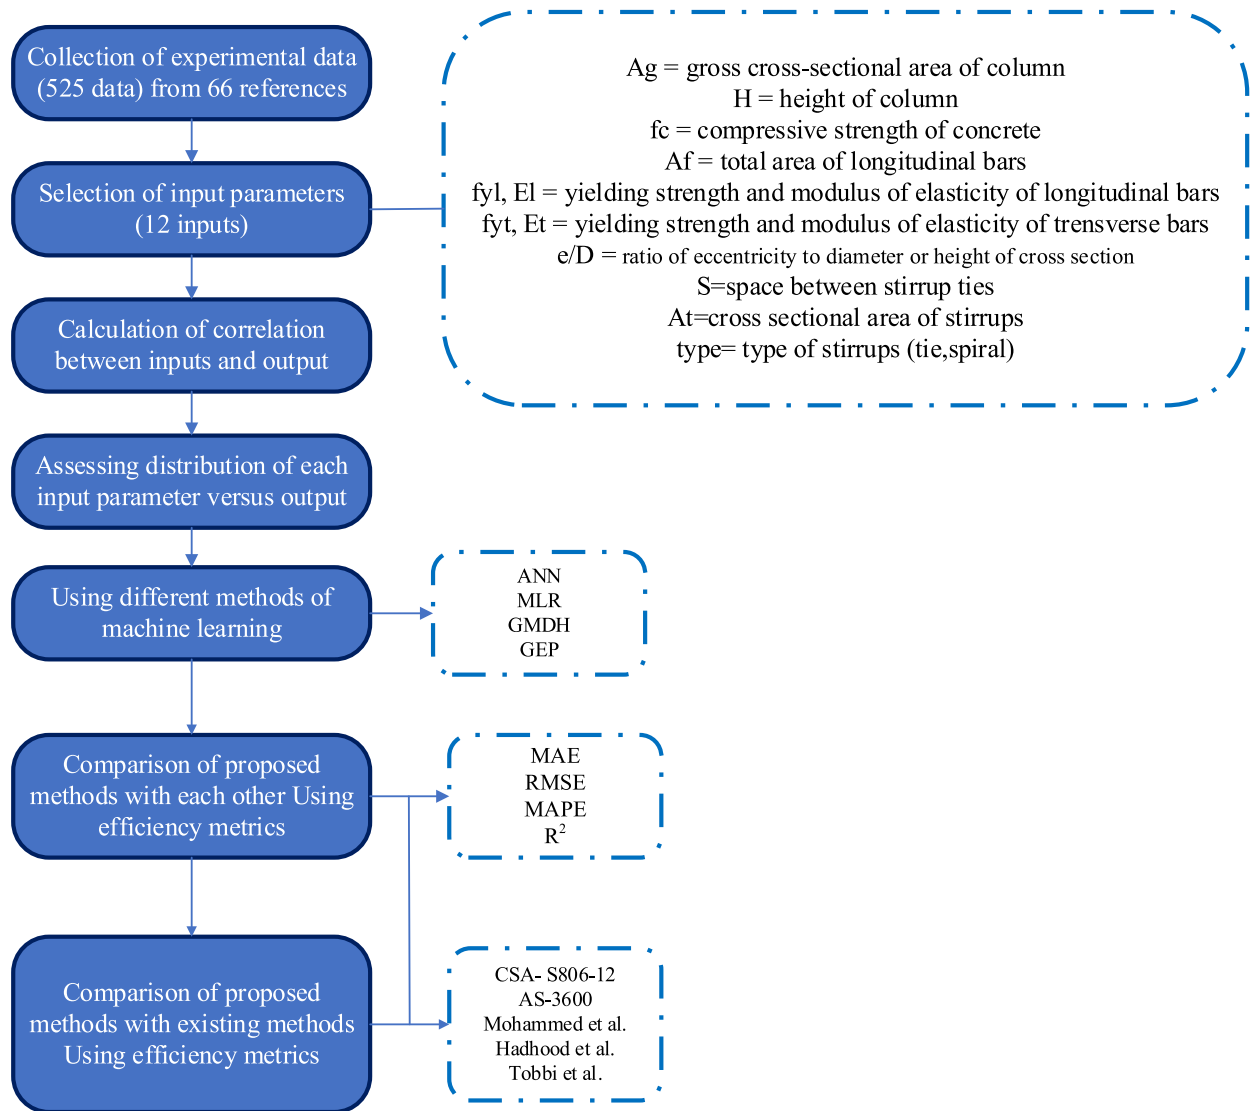 Collection of experimental data
(525 data) from 66 references
Selection of input parameters
(12 inputs)
Ag = gross cross-sectional area of column
H = height of column
fc = compressive strength of concrete
Af = total area of longitudinal bars
fyl, El = yielding strength and modulus of elasticity of longitudinal bars
fyt, Et = yielding strength and modulus of elasticity of trensverse bars
e/D = ratio of eccentricity to diameter or height of cross section
S=space between stirrup ties
At=cross sectional area of stirrups
type= type of stirrups (tie,spiral)
Calculation of correlation
between inputs and output
Assessing distribution of each
input parameter versus output
Using different methods of
machine learning
ANN
MLR
GMDH
GEP
Comparison of proposed
methods with each other Using
efficiency metrics
MAE
RMSE
MAPE
R²
Comparison of proposed
methods with existing methods
Using efficiency metrics
CSA- S806-12
AS-3600
Mohammed et al.
Hadhood et al.
Tobbi et al.